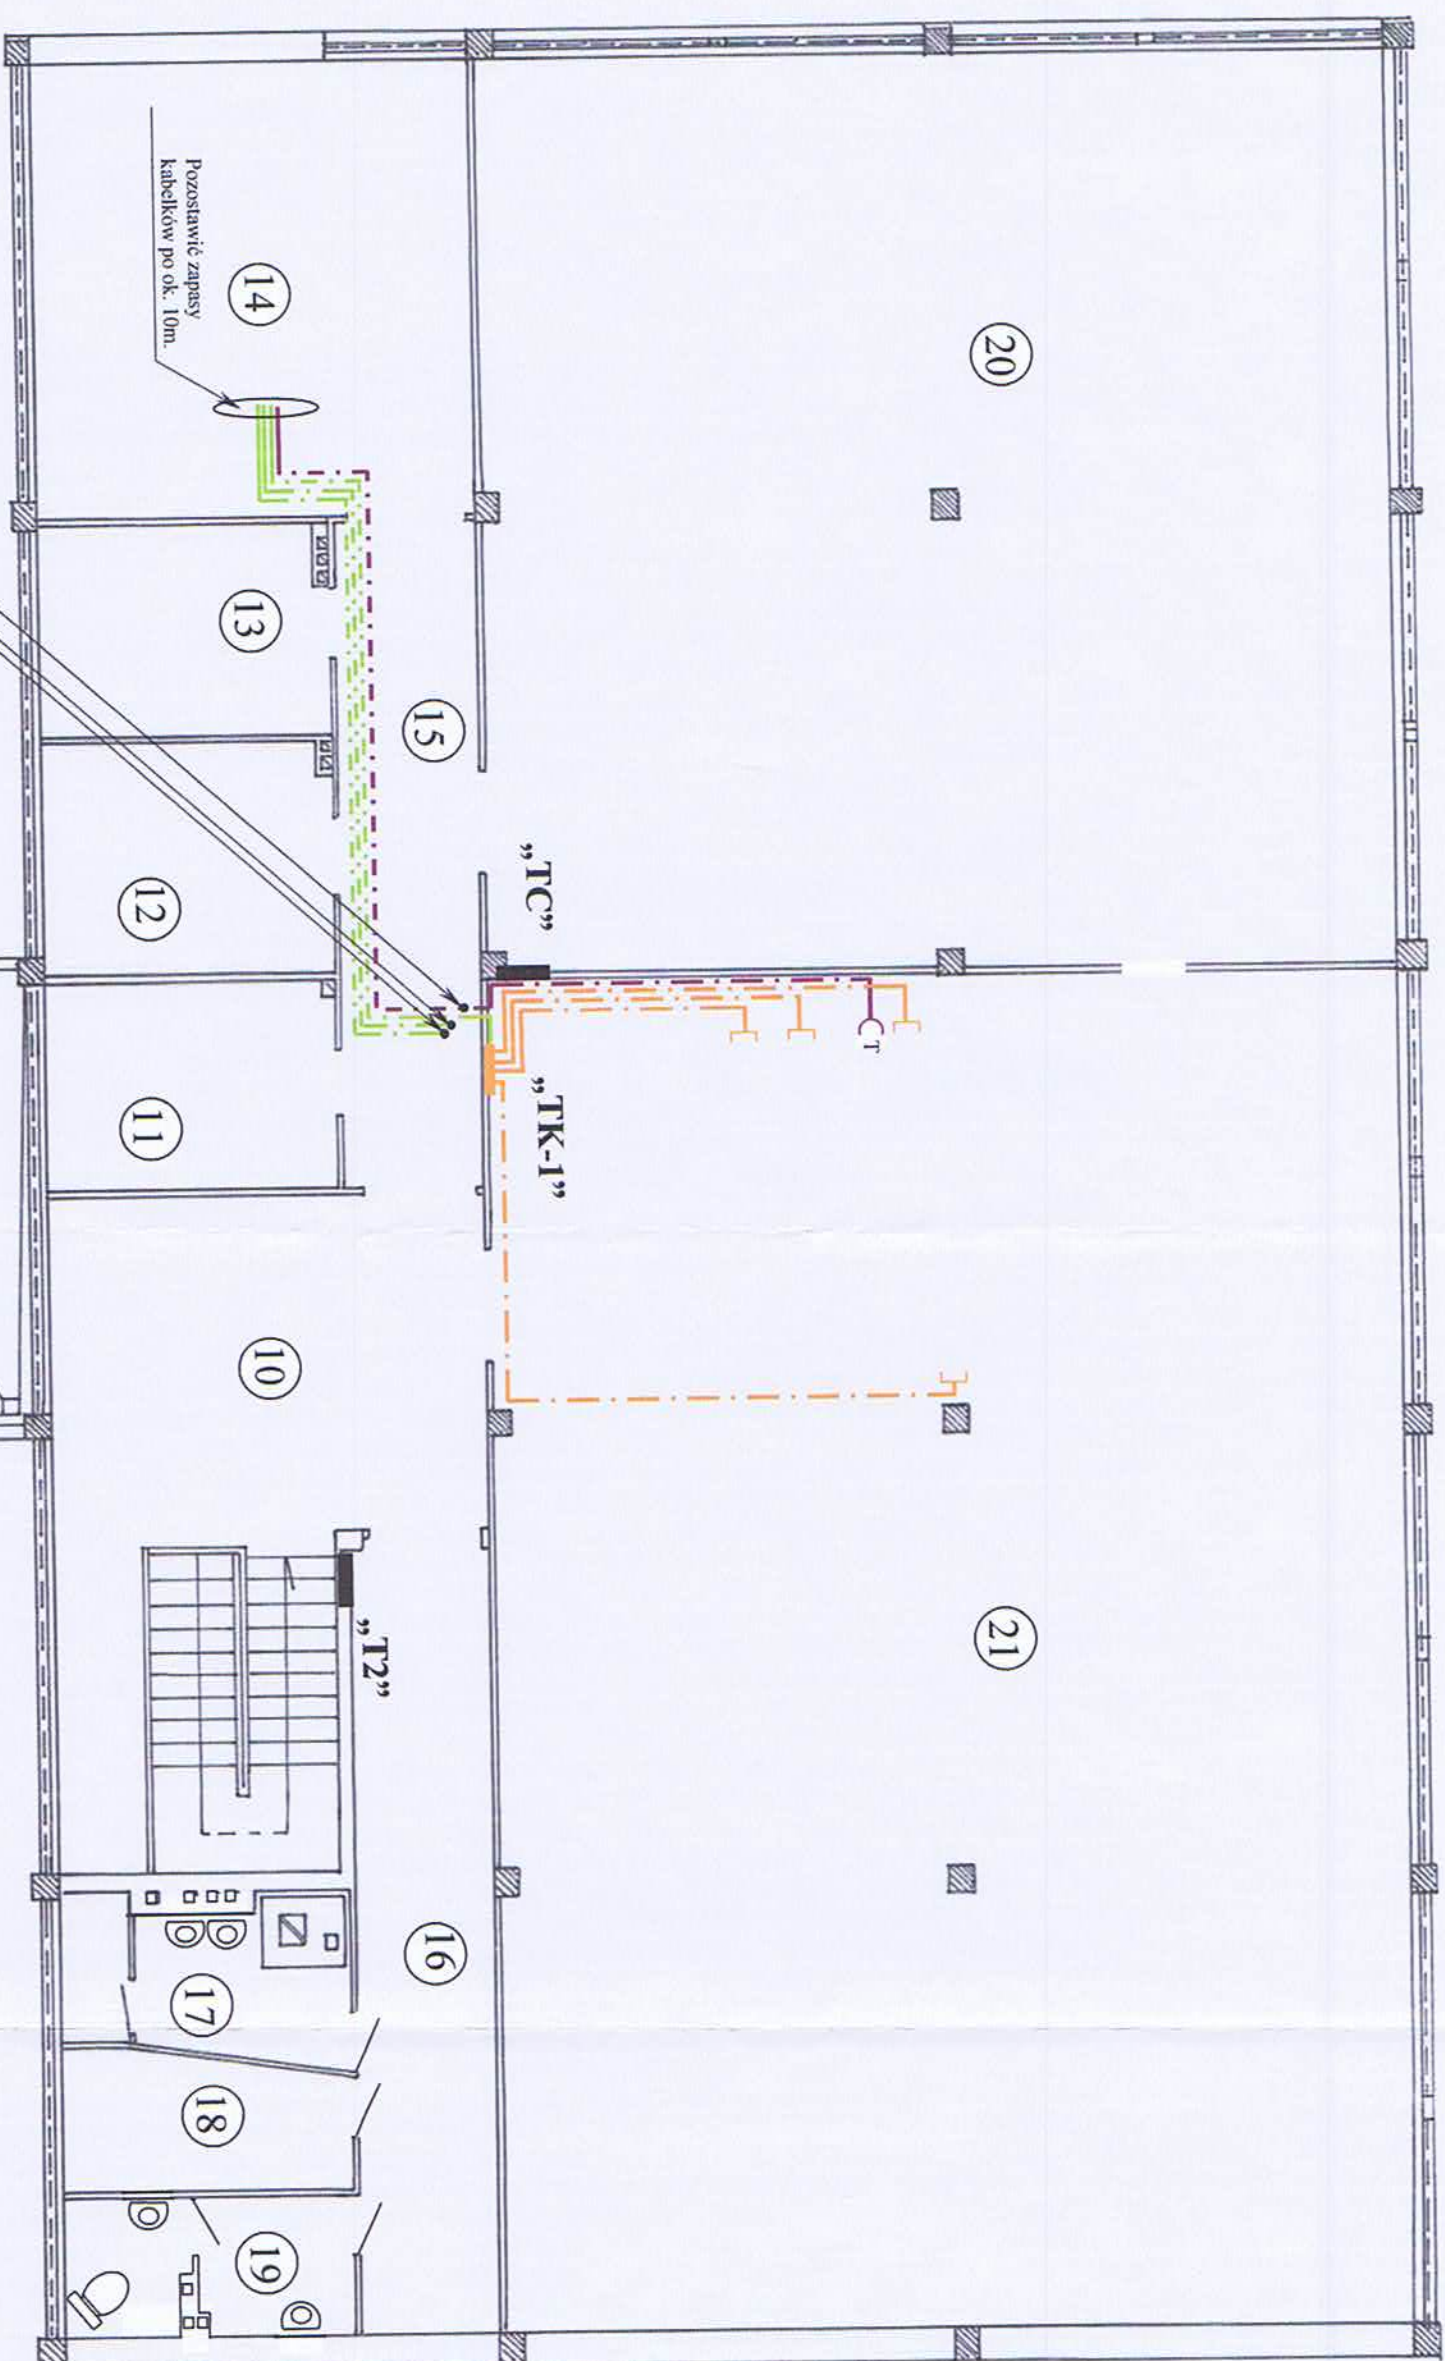 20
21
T
„TC”
„TK-1”
15
16
„T2”
14
13
12
11
10
17
18
19
Pozostawić zapasy
kabelków po ok. 10m.